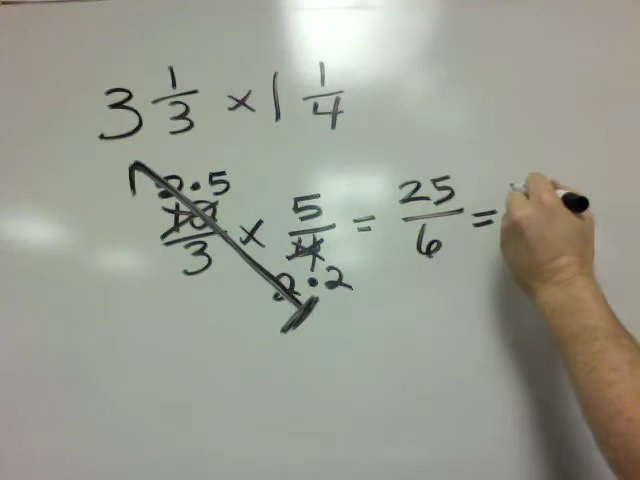 3 1/3 × 1 1/4
2·5
10/3 × 5/4 = 25/6 =
2·2